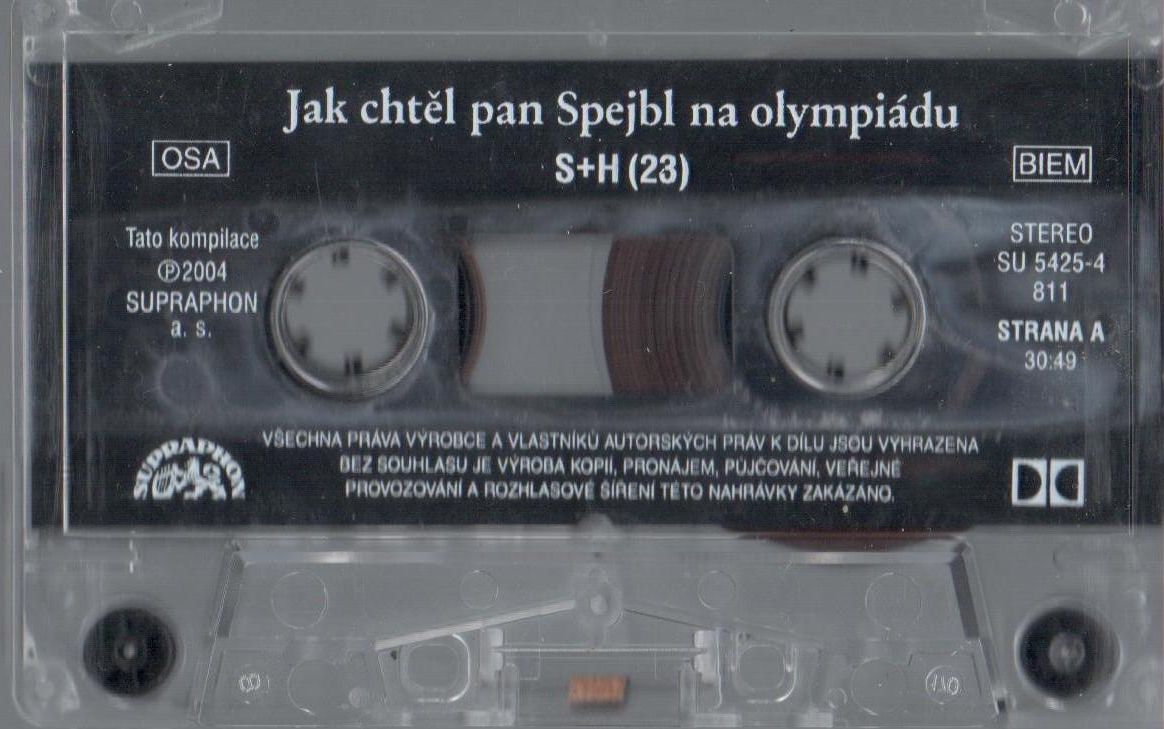 Jak chtěl pan Spejbl na olympiádu
S+H (23)
OSA
BIEM
Tato kompilace
℗2004
SUPRAPHON
a. s.
STEREO
SU 5425-4
811
STRANA A
30:49
SUPRAPHON
VŠECHNA PRÁVA VÝROBCE A VLASTNÍKŮ AUTORSKÝCH PRÁV K DÍLU JSOU VYHRAZENA
BEZ SOUHLASU JE VÝROBA KOPIÍ, PRONÁJEM, PŮJČOVÁNÍ, VEŘEJNÉ
PROVOZOVÁNÍ A ROZHLASOVÉ ŠÍŘENÍ TÉTO NAHRÁVKY ZAKÁZÁNO.